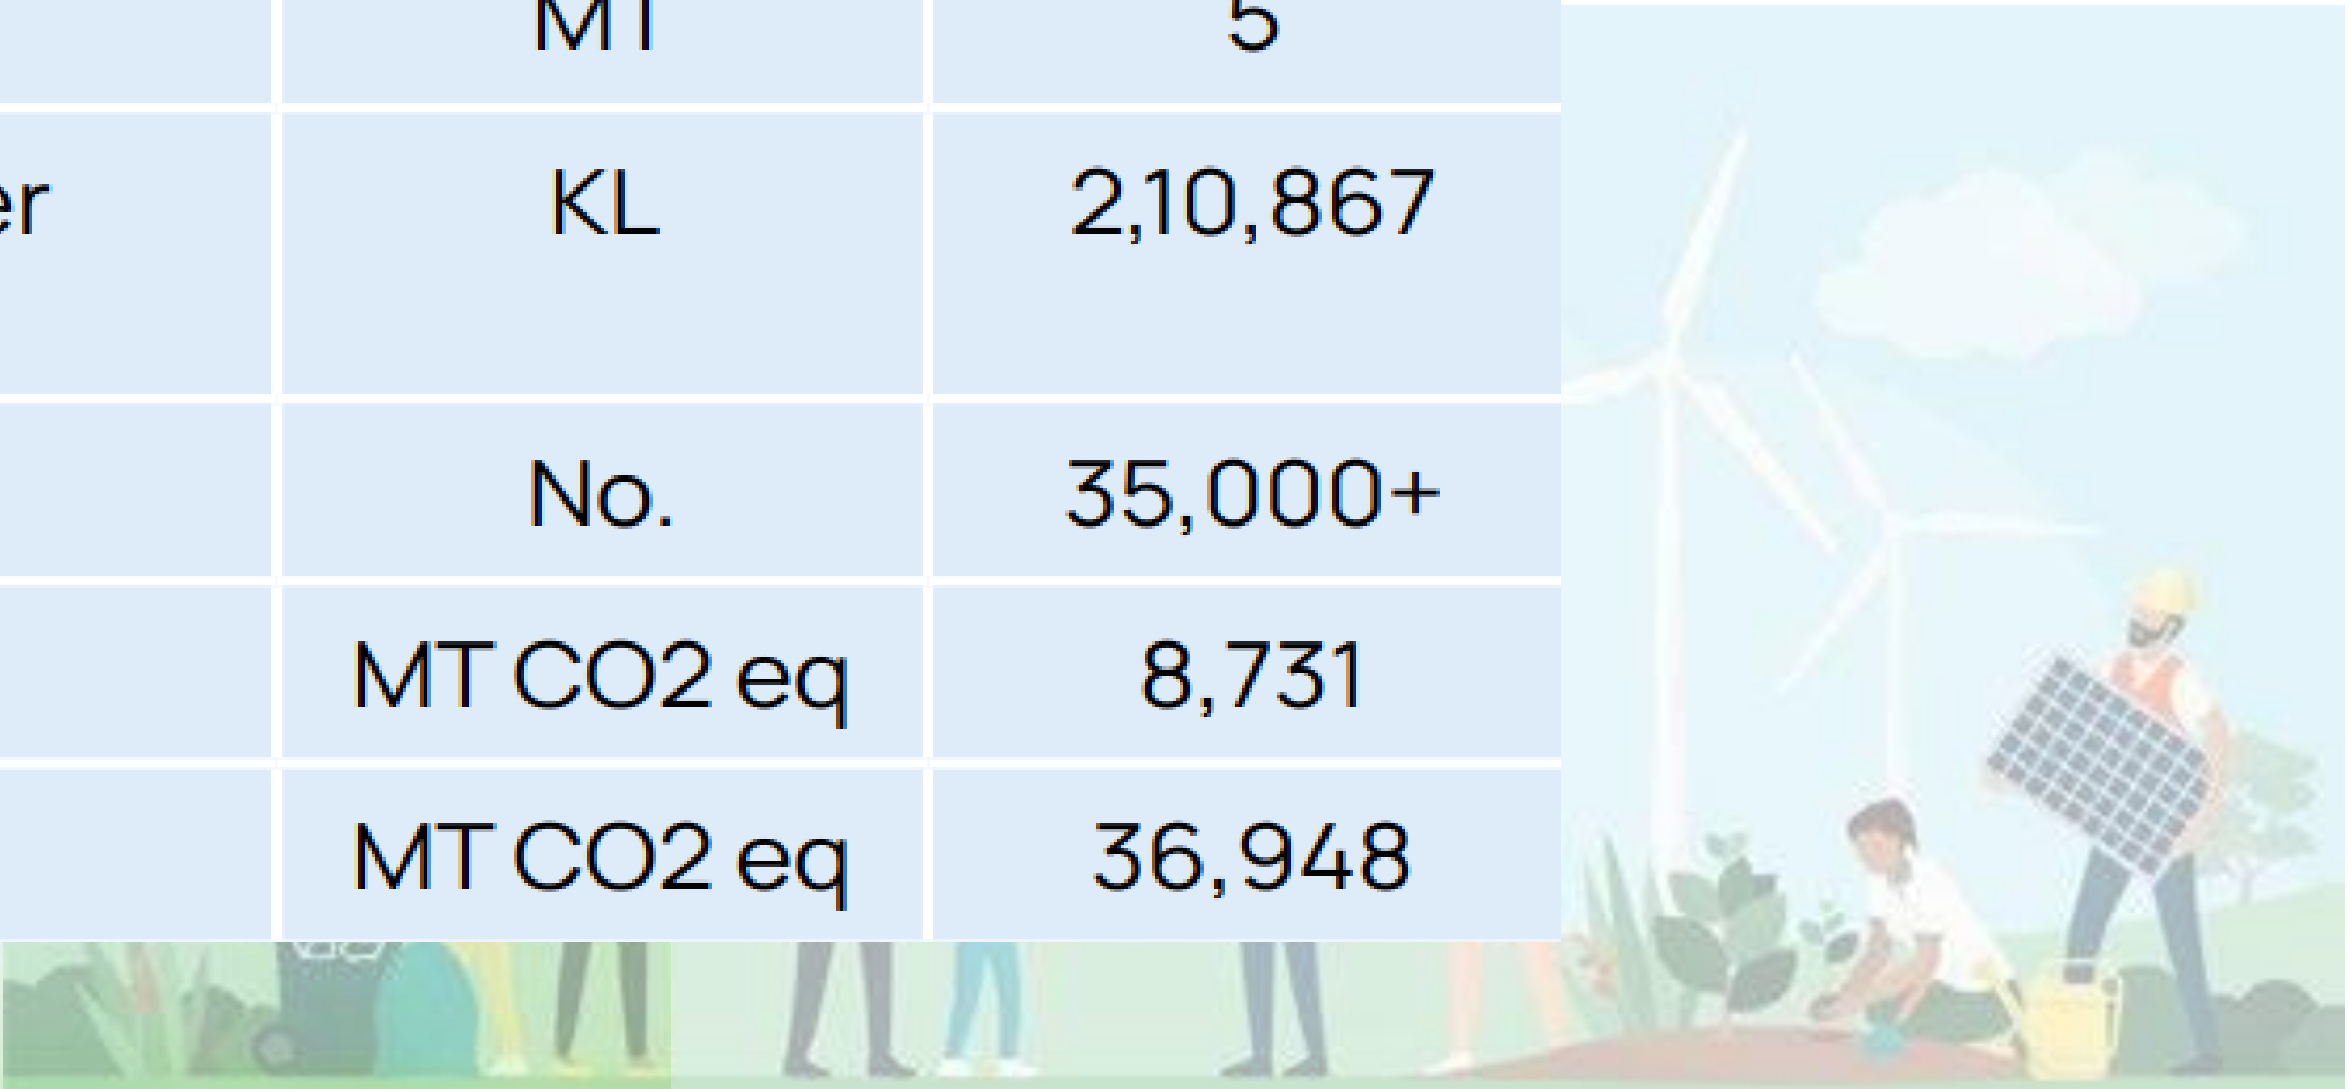 MT 5
er KL 2,10,867
No. 35,000+
MT CO2 eq 8,731
MT CO2 eq 36,948